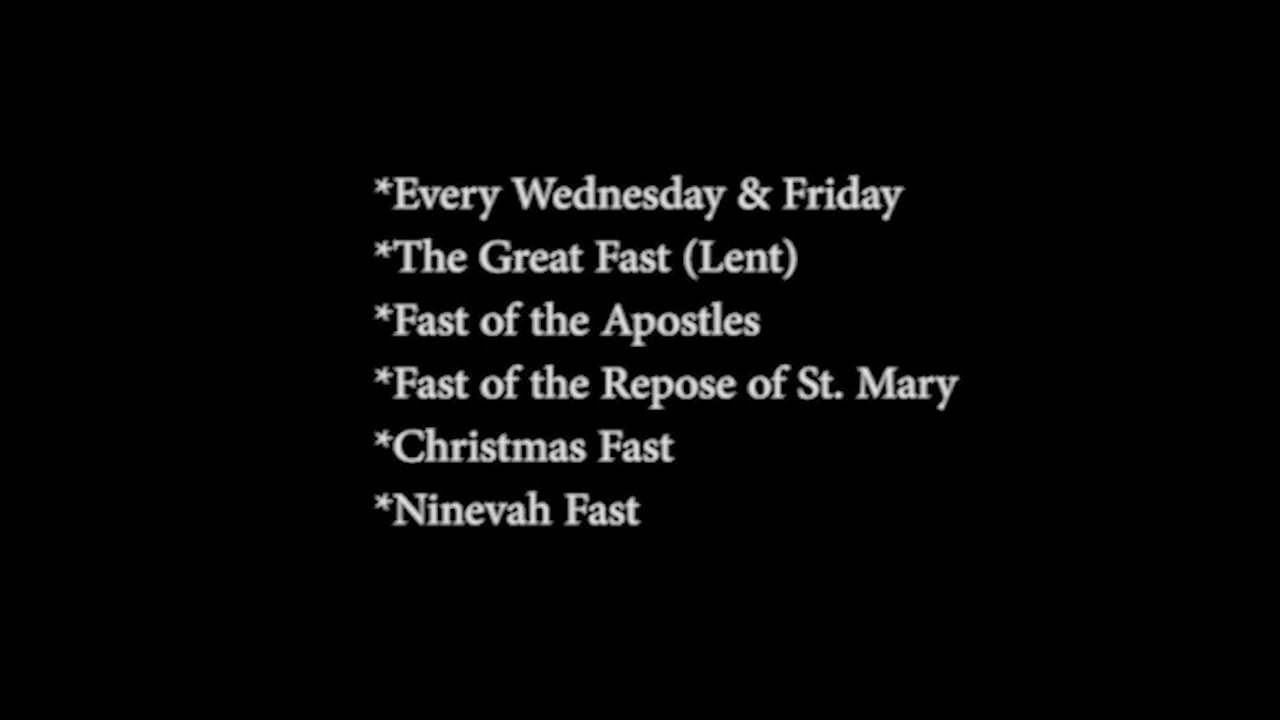 *Every Wednesday & Friday
*The Great Fast (Lent)
*Fast of the Apostles
*Fast of the Repose of St. Mary
*Christmas Fast
*Ninevah Fast